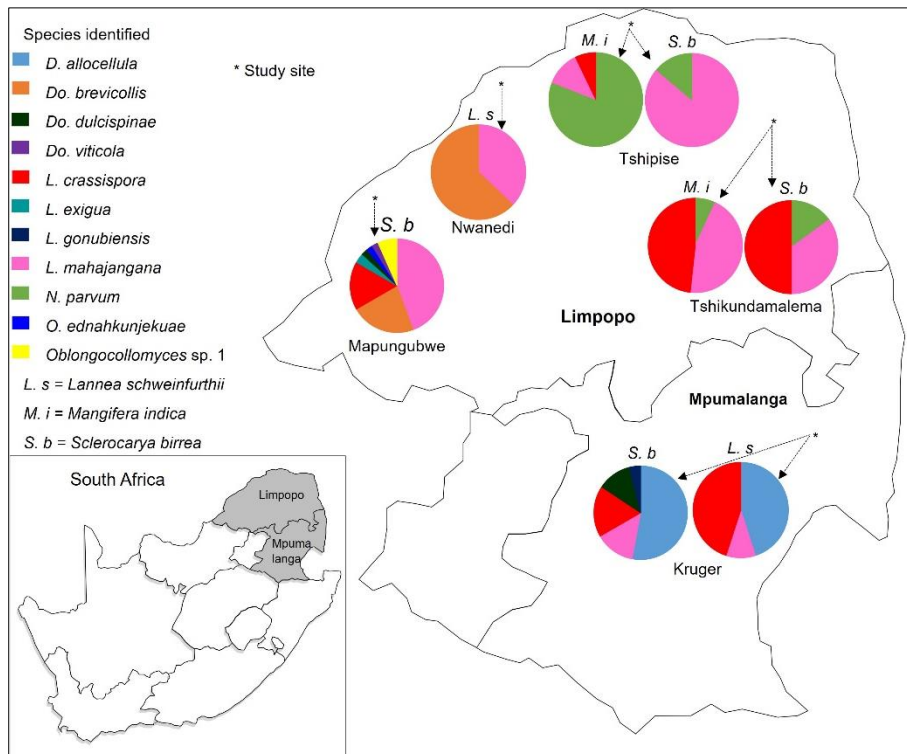 Species identified
D. allocellula
Do. brevicollis
Do. dulcispinae
Do. viticola
L. crassispora
L. exigua
L. gonubiensis
L. mahajangana
N. parvum
O. ednahkunjekuae
Oblongocollomyces sp. 1
L. s = Lannea schweinfurthii
M. i = Mangifera indica
S. b = Sclerocarya birrea
* Study site
*
M. i
S. b
Tshipise
*
L. s
Nwanedi
*
M. i
S. b
Tshikundamalema
*
S. b
Mapungubwe
Limpopo
Mpumalanga
*
S. b
L. s
Kruger
South Africa
Limpopo
Mpuma
langa